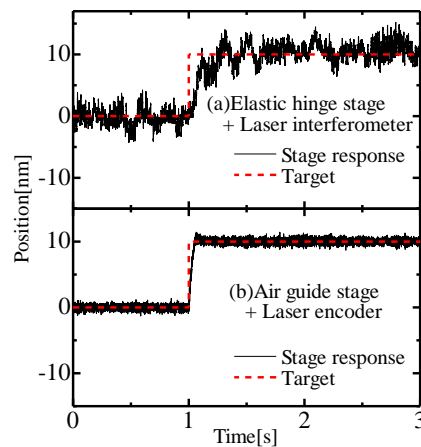 10
0
-10
(a)Elastic hinge stage
+ Laser interferometer
Stage response
Target
Position[nm]
10
0
-10
(b)Air guide stage
+ Laser encoder
Stage response
Target
0 1 2 3
Time[s]